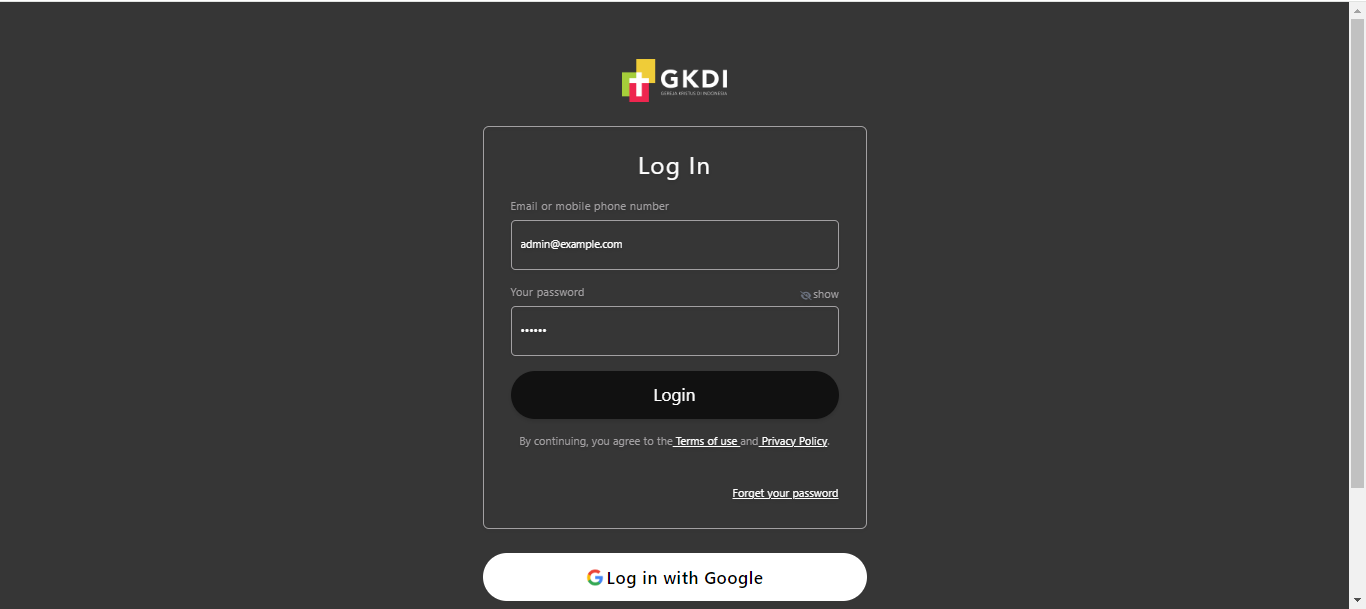 GKDI
GEREJA KRISTUS DI INDONESIA
Log In
Email or mobile phone number
admin@example.com
Your password
show
••••••
Login
By continuing, you agree to the Terms of use and Privacy Policy.
Forget your password
Log in with Google